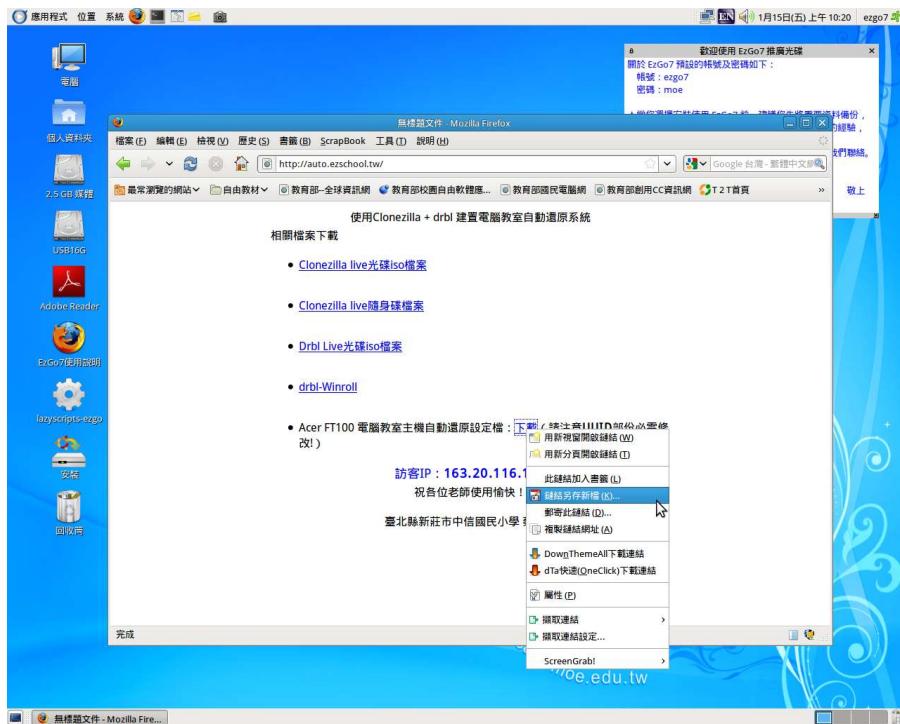 應用程式 位置 系統
1月15日(五) 上午 10:20 ezgo7
電腦
個人資料夾
2.5 GB 媒體
USB16G
Adobe Reader
EzGo7使用說明
lazyscripts-ezgo
安裝
回收筒
歡迎使用 EzGo7 推廣光碟
關於 EzGo7 預設的帳號及密碼如下:
帳號:ezgo7
密碼:moe
敬上
無標題文件 - Mozilla Firefox
檔案(F) 編輯(E) 檢視(V) 歷史(S) 書籤(B) ScrapBook 工具(T) 說明(H)
http://auto.ezschool.tw/
Google 台灣 - 繁體中文
最常瀏覽的網站 自由教材 教育部--全球資訊網 教育部校園自由軟體應... 教育部國民電腦網 教育部創用CC資訊網 T 2 T首頁 »
使用Clonezilla + drbl 建置電腦教室自動還原系統
相關檔案下載
• Clonezilla live光碟iso檔案
• Clonezilla live隨身碟檔案
• Drbl Live光碟iso檔案
• drbl-Winroll
• Acer FT100 電腦教室主機自動還原設定檔:下載(請注意UUID部份必需修
改!)
訪客IP:163.20.116.1
祝各位老師使用愉快!
臺北縣新莊市中信國民小學
用新視窗開啟鏈結(W)
用新分頁開啟鏈結(T)
此鏈結加入書籤(L)
鏈結另存新檔(K)...
郵寄此鏈結(D)...
複製鏈結網址(A)
DownThemeAll下載連結
dTa快速(OneClick)下載連結
屬性(P)
擷取連結
擷取連結設定...
ScreenGrab!
完成
moe.edu.tw
無標題文件 - Mozilla Fire...